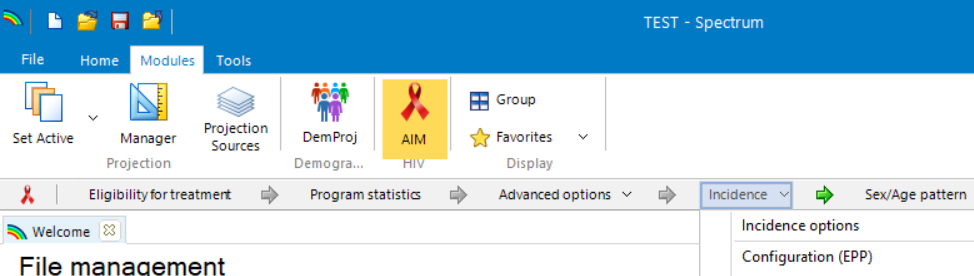 TEST - Spectrum
File Home Modules Tools
Set Active Manager Projection Sources DemProj AIM Group Favorites
Projection Demogra... HIV Display
Eligibility for treatment Program statistics Advanced options Incidence Sex/Age pattern
Welcome Incidence options
File management Configuration (EPP)